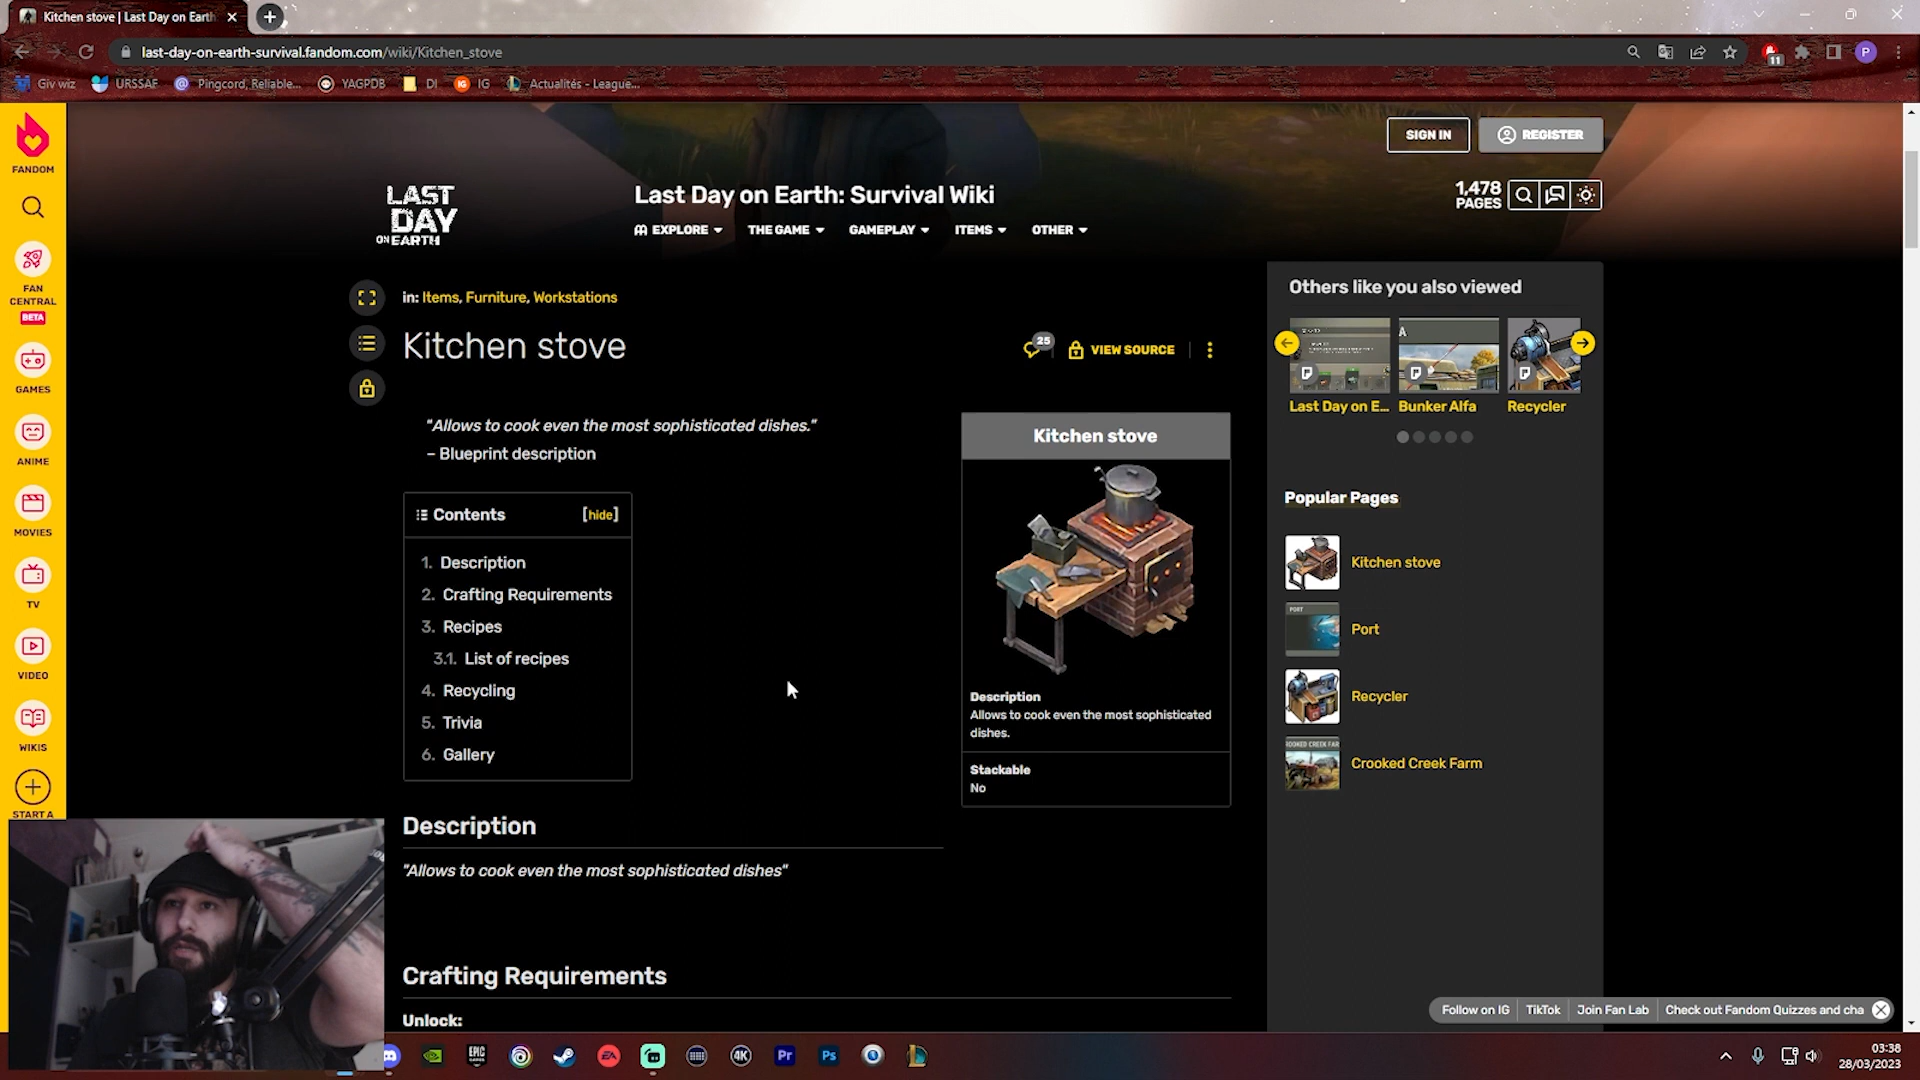 Kitchen stove | Last Day on Earth
last-day-on-earth-survival.fandom.com/wiki/Kitchen_stove
11
P
Giv wiz
URSSAF
Pingcord, Reliable...
YAGPDB
DI
IG
IG
Actualités - League...
FANDOM
FAN CENTRAL
BETA
GAMES
ANIME
MOVIES
TV
VIDEO
WIKIS
START A
SIGN IN
REGISTER
LAST
DAY
ON EARTH
Last Day on Earth: Survival Wiki
EXPLORE
THE GAME
GAMEPLAY
ITEMS
OTHER
1,478
PAGES
in: Items, Furniture, Workstations
Kitchen stove
25
VIEW SOURCE
"Allows to cook even the most sophisticated dishes."
– Blueprint description
Contents [hide]
1. Description
2. Crafting Requirements
3. Recipes
3.1. List of recipes
4. Recycling
5. Trivia
6. Gallery
Kitchen stove
Description
Allows to cook even the most sophisticated
dishes.
Stackable
No
Description
"Allows to cook even the most sophisticated dishes"
Crafting Requirements
Unlock:
Others like you also viewed
A
Last Day on E...
Bunker Alfa
Recycler
Popular Pages
Kitchen stove
PORT
Port
Recycler
Crooked Creek Farm
Follow on IG
TikTok
Join Fan Lab
Check out Fandom Quizzes and cha
EPIC
EA
4K
Pr
Ps
03:38
28/03/2023